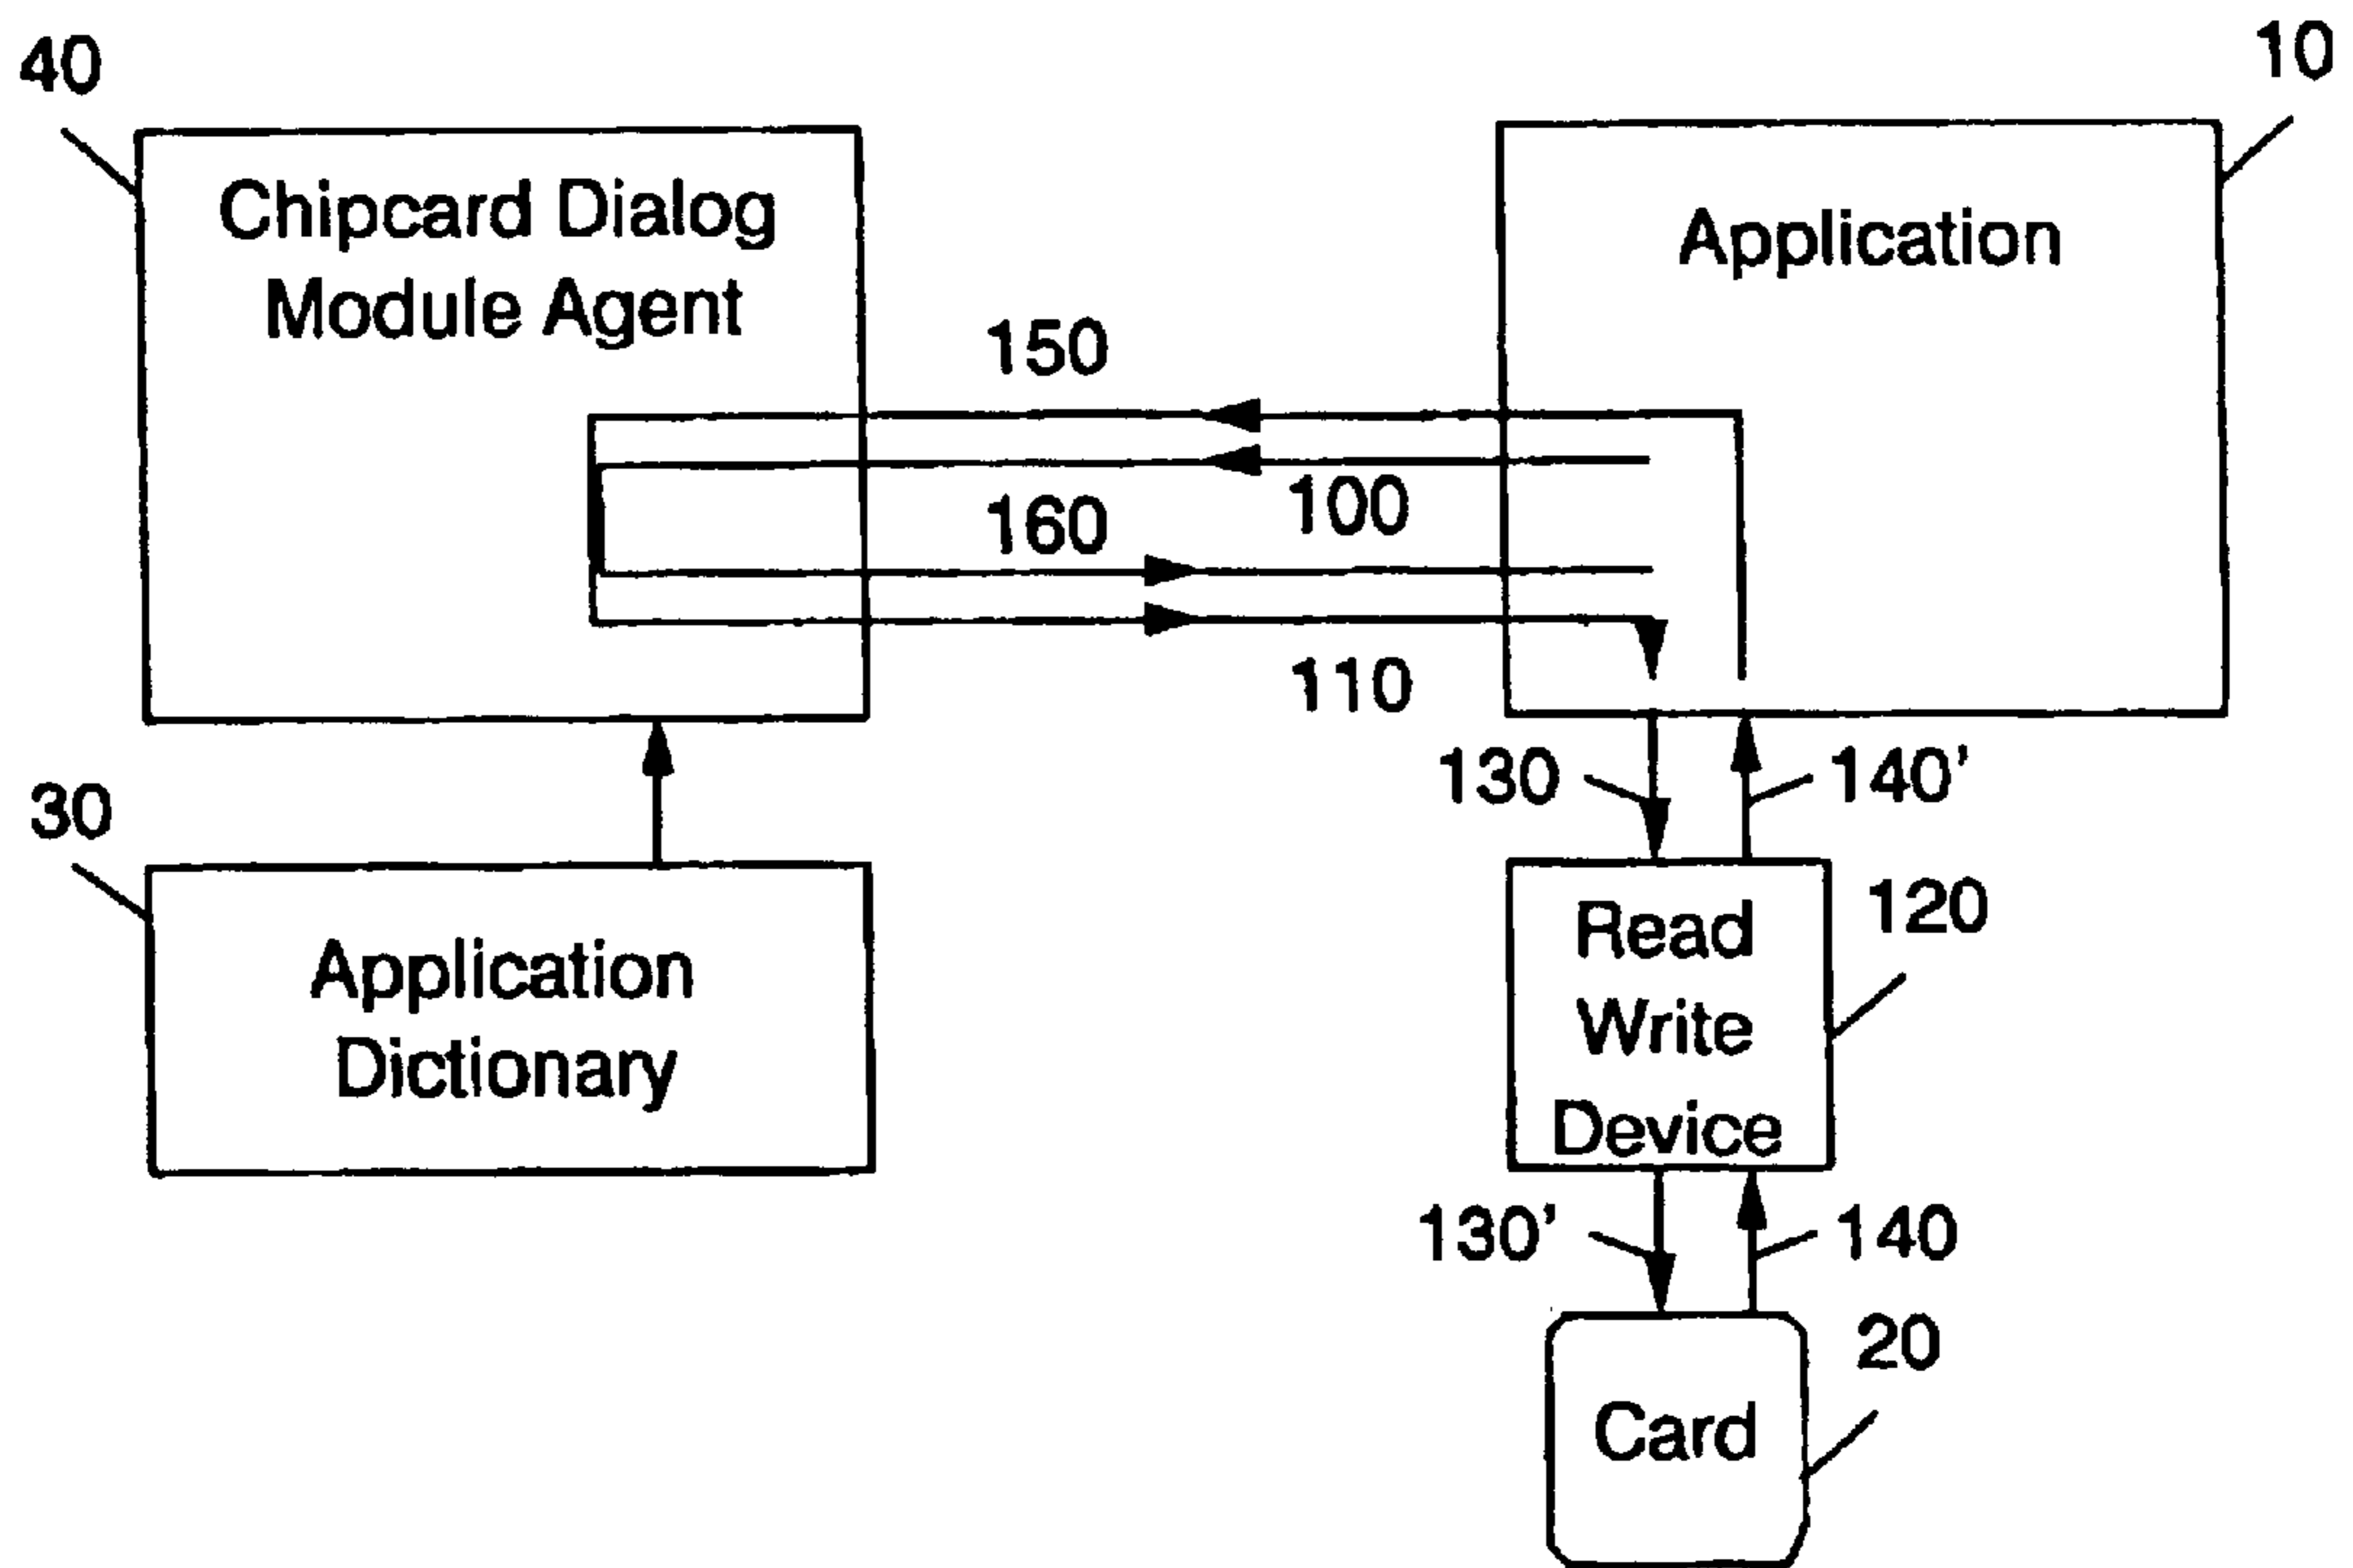 40
10
Chipcard Dialog
Module Agent
Application
150
100
160
110
130
140'
30
Application
Dictionary
Read
Write
Device
120
130'
140
20
Card